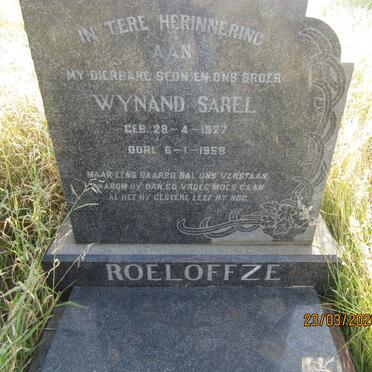 IN TERE HERINNERING
AAN
MY DIERBARE SEUN EN ONS BROER
WYNAND SAREL
GEB. 28-4-1927
OORL. 6-1-1958
MAAR EENS DAARBO SAL ONS VERSTAAN
WAAROM HY DAN SO VROEG MOES GAAN
AL HET HY GESTERF LEEF HY NOG.
ROELOFFZE
23/03/202